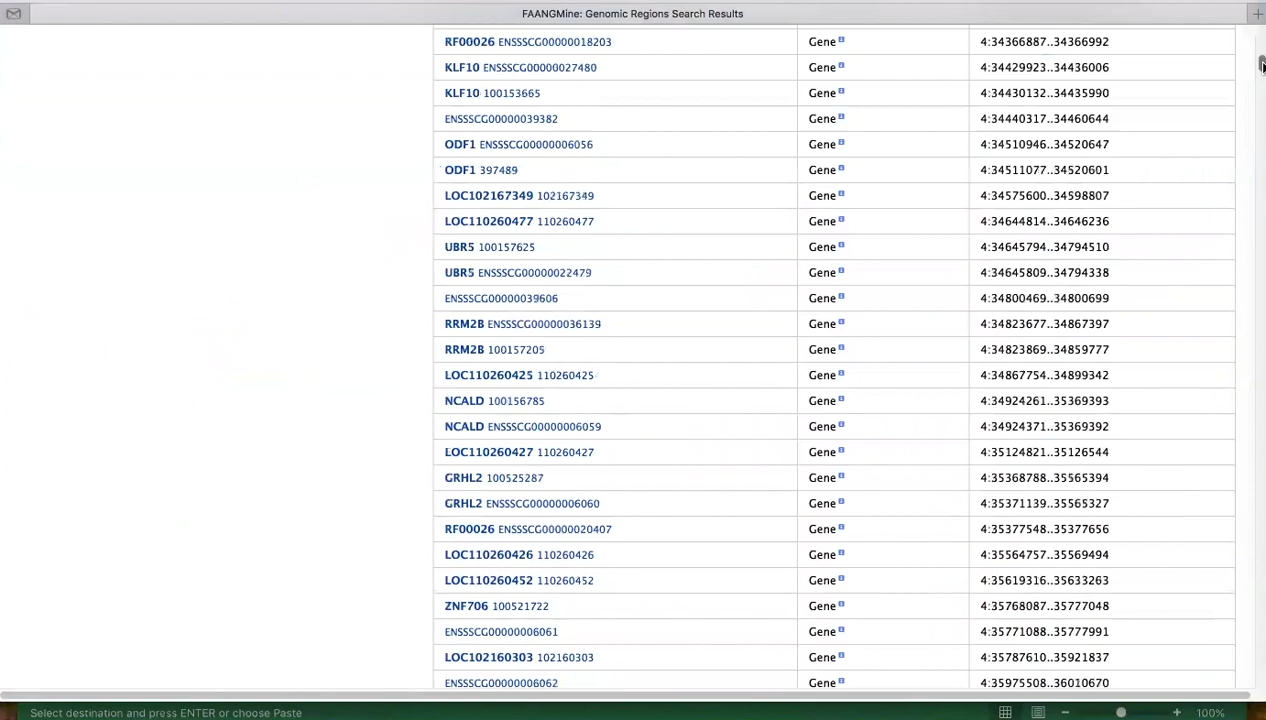 FAANGMine: Genomic Regions Search Results
RF00026 ENSSSCG00000018203 Gene 4:34366887..34366992
KLF10 ENSSSCG00000027480 Gene 4:34429923..34436006
KLF10 100153665 Gene 4:34430132..34435990
ENSSSCG00000039382 Gene 4:34440317..34460644
ODF1 ENSSSCG00000006056 Gene 4:34510946..34520647
ODF1 397489 Gene 4:34511077..34520601
LOC102167349 102167349 Gene 4:34575600..34598807
LOC110260477 110260477 Gene 4:34644814..34646236
UBR5 100157625 Gene 4:34645794..34794510
UBR5 ENSSSCG00000022479 Gene 4:34645809..34794338
ENSSSCG00000039606 Gene 4:34800469..34800699
RRM2B ENSSSCG00000036139 Gene 4:34823677..34867397
RRM2B 100157205 Gene 4:34823869..34859777
LOC110260425 110260425 Gene 4:34867754..34899342
NCALD 100156785 Gene 4:34924261..35369393
NCALD ENSSSCG00000006059 Gene 4:34924371..35369392
LOC110260427 110260427 Gene 4:35124821..35126544
GRHL2 100525287 Gene 4:35368788..35565394
GRHL2 ENSSSCG00000006060 Gene 4:35371139..35565327
RF00026 ENSSSCG00000020407 Gene 4:35377548..35377656
LOC110260426 110260426 Gene 4:35564757..35569494
LOC110260452 110260452 Gene 4:35619316..35633263
ZNF706 100521722 Gene 4:35768087..35777048
ENSSSCG00000006061 Gene 4:35771088..35777991
LOC102160303 102160303 Gene 4:35787610..35921837
ENSSSCG00000006062 Gene 4:35975508..36010670
Select destination and press ENTER or choose Paste 100%